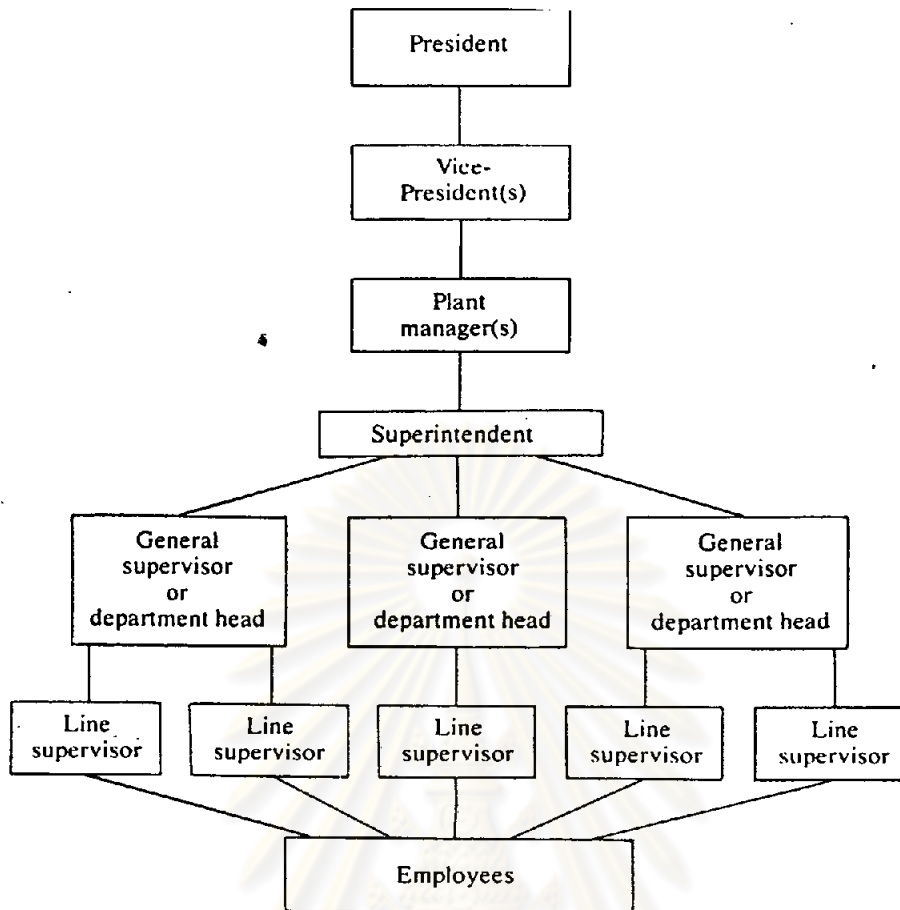 President
Vice-
President(s)
Plant
manager(s)
Superintendent
General
supervisor
or
department head
General
supervisor
or
department head
General
supervisor
or
department head
Line
supervisor
Line
supervisor
Line
supervisor
Line
supervisor
Line
supervisor
Employees